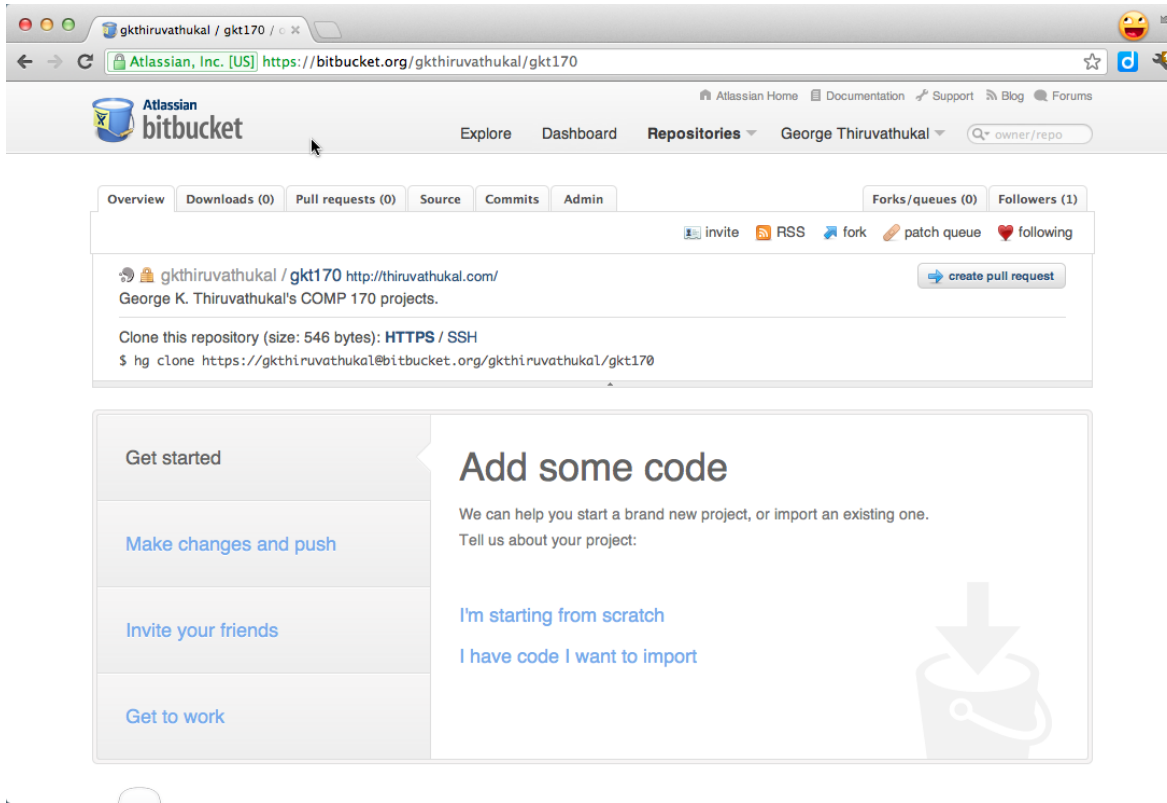 gkthiruvathukal / gkt170 /
Atlassian, Inc. [US] https://bitbucket.org/gkthiruvathukal/gkt170
Atlassian Home Documentation Support Blog Forums
Atlassian
bitbucket
Explore Dashboard Repositories George Thiruvathukal owner/repo
Overview Downloads (0) Pull requests (0) Source Commits Admin Forks/queues (0) Followers (1)
invite RSS fork patch queue following
gkthiruvathukal / gkt170 http://thiruvathukal.com/ create pull request
George K. Thiruvathukal's COMP 170 projects.
Clone this repository (size: 546 bytes): HTTPS / SSH
$ hg clone https://gkthiruvathukal@bitbucket.org/gkthiruvathukal/gkt170
Get started
Make changes and push
Invite your friends
Get to work
Add some code
We can help you start a brand new project, or import an existing one.
Tell us about your project:
I'm starting from scratch
I have code I want to import